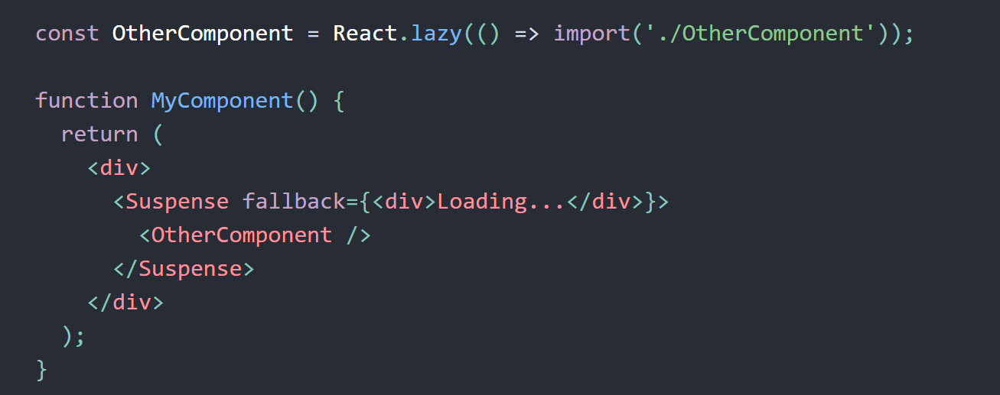 const OtherComponent = React.lazy(() => import('./OtherComponent'));
function MyComponent() {
return (
<div>
<Suspense fallback={<div>Loading...</div>}>
<OtherComponent />
</Suspense>
</div>
);
}